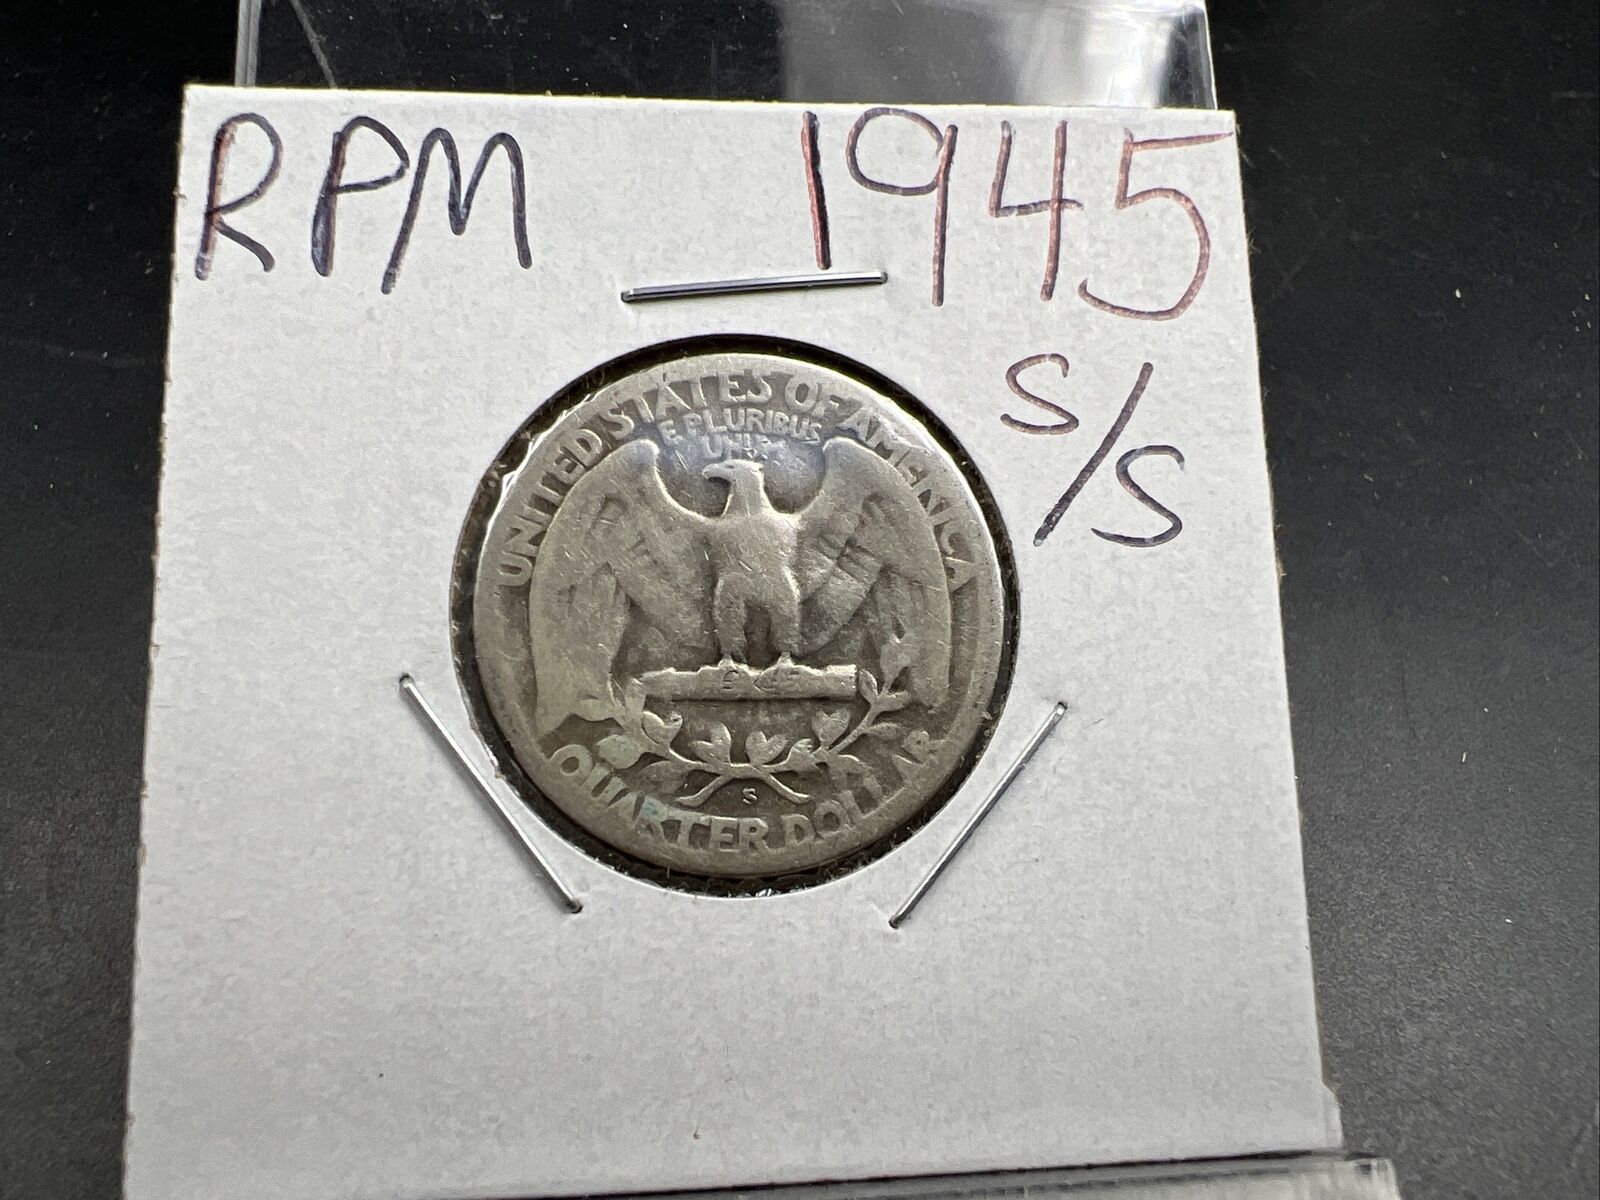 RPM 1945
S/S
UNITED STATES OF AMERICA
E PLURIBUS
UNUM
S
QUARTER DOLLAR